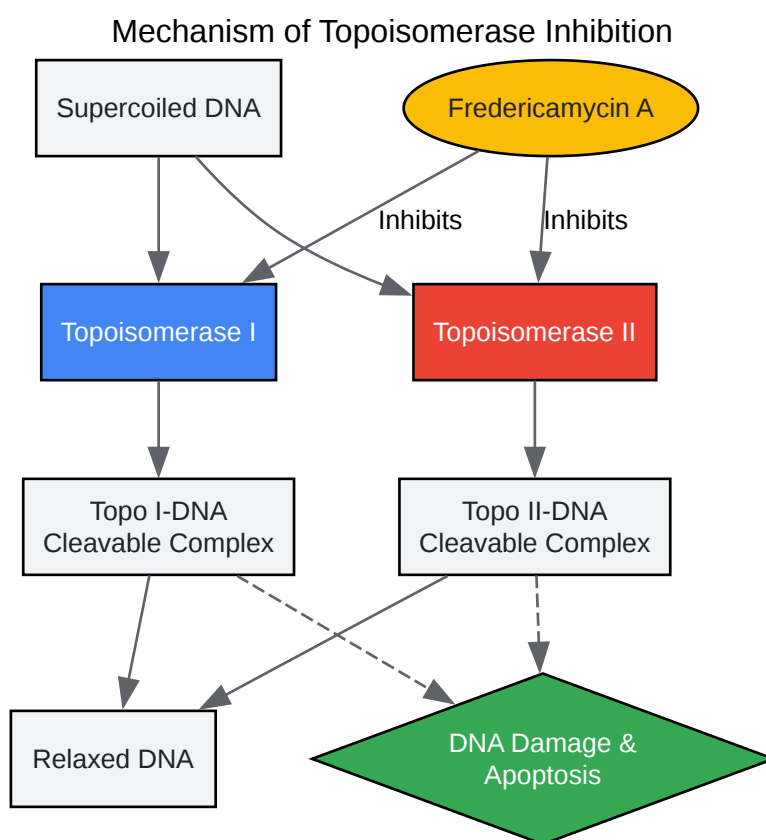 Mechanism of Topoisomerase Inhibition
Supercoiled DNA
Fredericamycin A
Inhibits
Inhibits
Topoisomerase I
Topoisomerase II
Topo I-DNA
Cleavable Complex
Topo II-DNA
Cleavable Complex
Relaxed DNA
DNA Damage &
Apoptosis